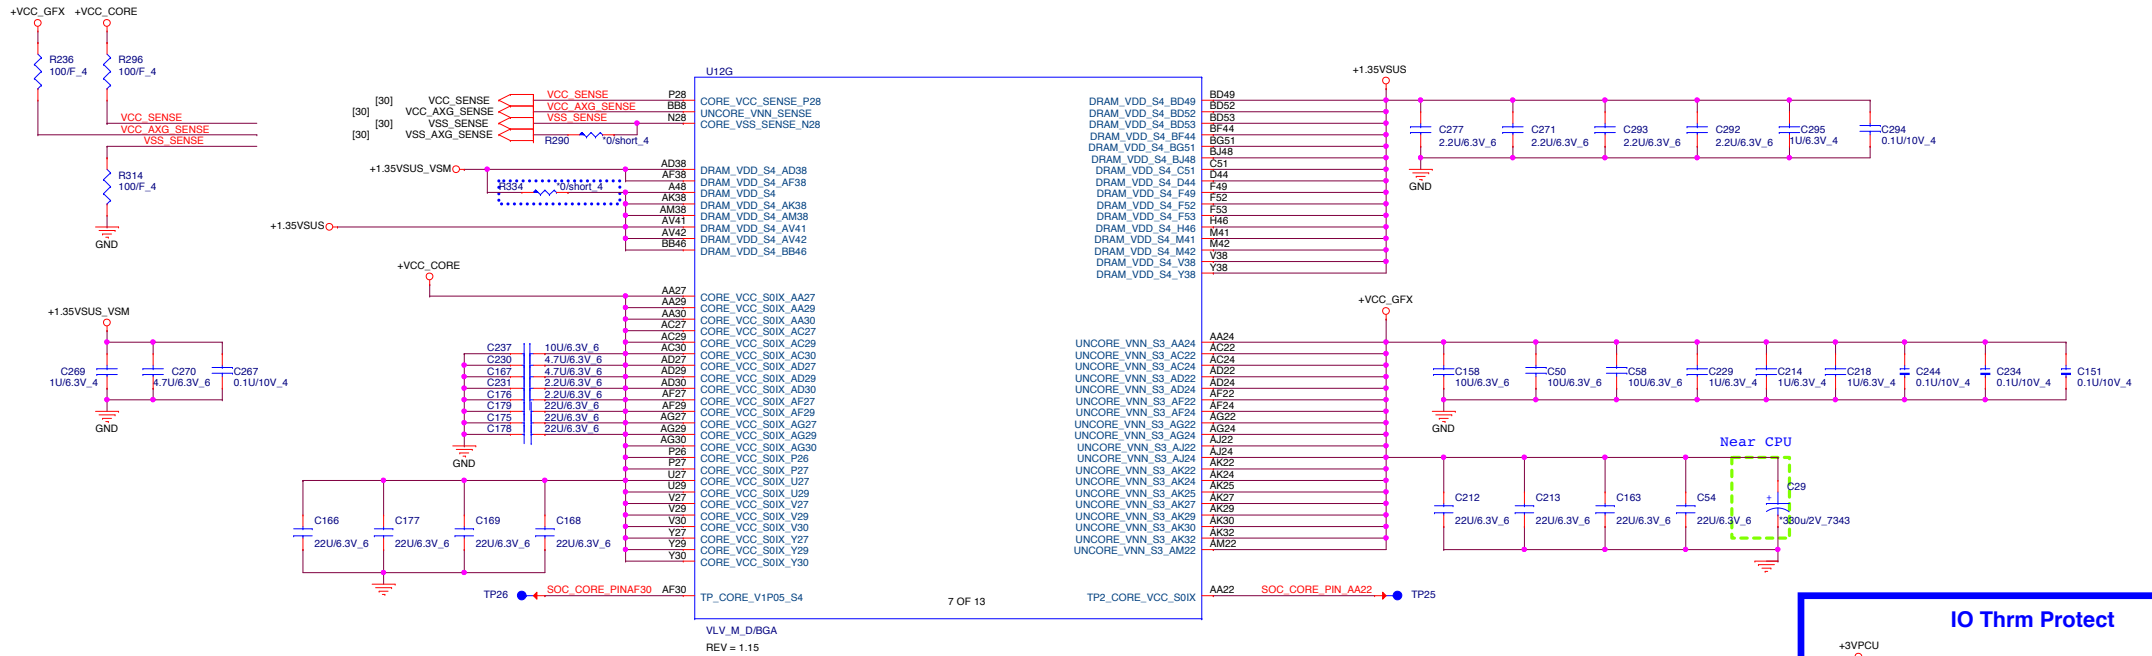 +VCC_GFX +VCC_CORE
R236
100/F_4
R296
100/F_4
VCC_SENSE
VCC_AXG_SENSE
VSS_SENSE
R314
100/F_4
GND
+1.35VSUS_VSM
C269
1U/6.3V_4
C270
4.7U/6.3V_6
C267
0.1U/10V_4
GND
[30] VCC_SENSE VCC_SENSE P28
[30] VCC_AXG_SENSE VCC_AXG_SENSE BB8
[30] VSS_SENSE VSS_SENSE N28
[30] VSS_AXG_SENSE
R290 *0/short_4
+1.35VSUS_VSM
R334 *0/short_4
+1.35VSUS
+VCC_CORE
C237 10U/6.3V_6
C230 4.7U/6.3V_6
C167 4.7U/6.3V_6
C231 2.2U/6.3V_6
C176 2.2U/6.3V_6
C179 22U/6.3V_6
C175 22U/6.3V_6
C178 22U/6.3V_6
GND
C166
22U/6.3V_6
C177
22U/6.3V_6
C169
22U/6.3V_6
C168
22U/6.3V_6
TP26 SOC_CORE_PINAF30 AF30
U12G
CORE_VCC_SENSE_P28
UNCORE_VNN_SENSE
CORE_VSS_SENSE_N28
AD38 DRAM_VDD_S4_AD38
AF38 DRAM_VDD_S4_AF38
A48 DRAM_VDD_S4
AK38 DRAM_VDD_S4_AK38
AM38 DRAM_VDD_S4_AM38
AV41 DRAM_VDD_S4_AV41
AV42 DRAM_VDD_S4_AV42
BB46 DRAM_VDD_S4_BB46
AA27 CORE_VCC_S0IX_AA27
AA29 CORE_VCC_S0IX_AA29
AA30 CORE_VCC_S0IX_AA30
AC27 CORE_VCC_S0IX_AC27
AC29 CORE_VCC_S0IX_AC29
AC30 CORE_VCC_S0IX_AC30
AD27 CORE_VCC_S0IX_AD27
AD29 CORE_VCC_S0IX_AD29
AD30 CORE_VCC_S0IX_AD30
AF27 CORE_VCC_S0IX_AF27
AF29 CORE_VCC_S0IX_AF29
AG27 CORE_VCC_S0IX_AG27
AG29 CORE_VCC_S0IX_AG29
AG30 CORE_VCC_S0IX_AG30
P26 CORE_VCC_S0IX_P26
P27 CORE_VCC_S0IX_P27
U27 CORE_VCC_S0IX_U27
U29 CORE_VCC_S0IX_U29
V27 CORE_VCC_S0IX_V27
V29 CORE_VCC_S0IX_V29
V30 CORE_VCC_S0IX_V30
Y27 CORE_VCC_S0IX_Y27
Y29 CORE_VCC_S0IX_Y29
Y30 CORE_VCC_S0IX_Y30
TP_CORE_V1P05_S4
7 OF 13
VLV_M_D/BGA
REV = 1.15
DRAM_VDD_S4_BD49 BD49
DRAM_VDD_S4_BD52 BD52
DRAM_VDD_S4_BD53 BD53
DRAM_VDD_S4_BF44 BF44
DRAM_VDD_S4_BG51 BG51
DRAM_VDD_S4_BJ48 BJ48
DRAM_VDD_S4_C51 C51
DRAM_VDD_S4_D44 D44
DRAM_VDD_S4_F49 F49
DRAM_VDD_S4_F52 F52
DRAM_VDD_S4_F53 F53
DRAM_VDD_S4_H46 H46
DRAM_VDD_S4_M41 M41
DRAM_VDD_S4_M42 M42
DRAM_VDD_S4_V38 V38
DRAM_VDD_S4_Y38 Y38
UNCORE_VNN_S3_AA24 AA24
UNCORE_VNN_S3_AC22 AC22
UNCORE_VNN_S3_AC24 AC24
UNCORE_VNN_S3_AD22 AD22
UNCORE_VNN_S3_AD24 AD24
UNCORE_VNN_S3_AF22 AF22
UNCORE_VNN_S3_AF24 AF24
UNCORE_VNN_S3_AG22 AG22
UNCORE_VNN_S3_AG24 AG24
UNCORE_VNN_S3_AJ22 AJ22
UNCORE_VNN_S3_AJ24 AJ24
UNCORE_VNN_S3_AK22 AK22
UNCORE_VNN_S3_AK24 AK24
UNCORE_VNN_S3_AK25 AK25
UNCORE_VNN_S3_AK27 AK27
UNCORE_VNN_S3_AK29 AK29
UNCORE_VNN_S3_AK30 AK30
UNCORE_VNN_S3_AK32 AK32
UNCORE_VNN_S3_AM22 AM22
TP2_CORE_VCC_S0IX AA22 SOC_CORE_PIN_AA22 TP25
+1.35VSUS
C277
2.2U/6.3V_6
C271
2.2U/6.3V_6
C293
2.2U/6.3V_6
C292
2.2U/6.3V_6
C295
1U/6.3V_4
C294
0.1U/10V_4
GND
+VCC_GFX
C158
10U/6.3V_6
C50
10U/6.3V_6
C58
10U/6.3V_6
C229
1U/6.3V_4
C214
1U/6.3V_4
C218
1U/6.3V_4
C244
0.1U/10V_4
C234
0.1U/10V_4
C151
0.1U/10V_4
GND
Near CPU
C212
22U/6.3V_6
C213
22U/6.3V_6
C163
22U/6.3V_6
C54
22U/6.3V_6
C29
+
*330u/2V_7343
IO Thrm Protect
+3VPCU